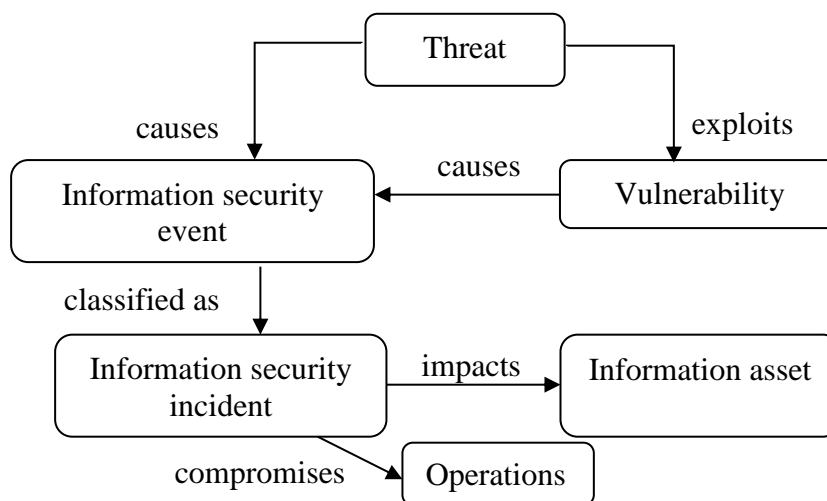 Threat
causes
exploits
causes
Information security
event
Vulnerability
classified as
Information security
incident
impacts
Information asset
compromises
Operations